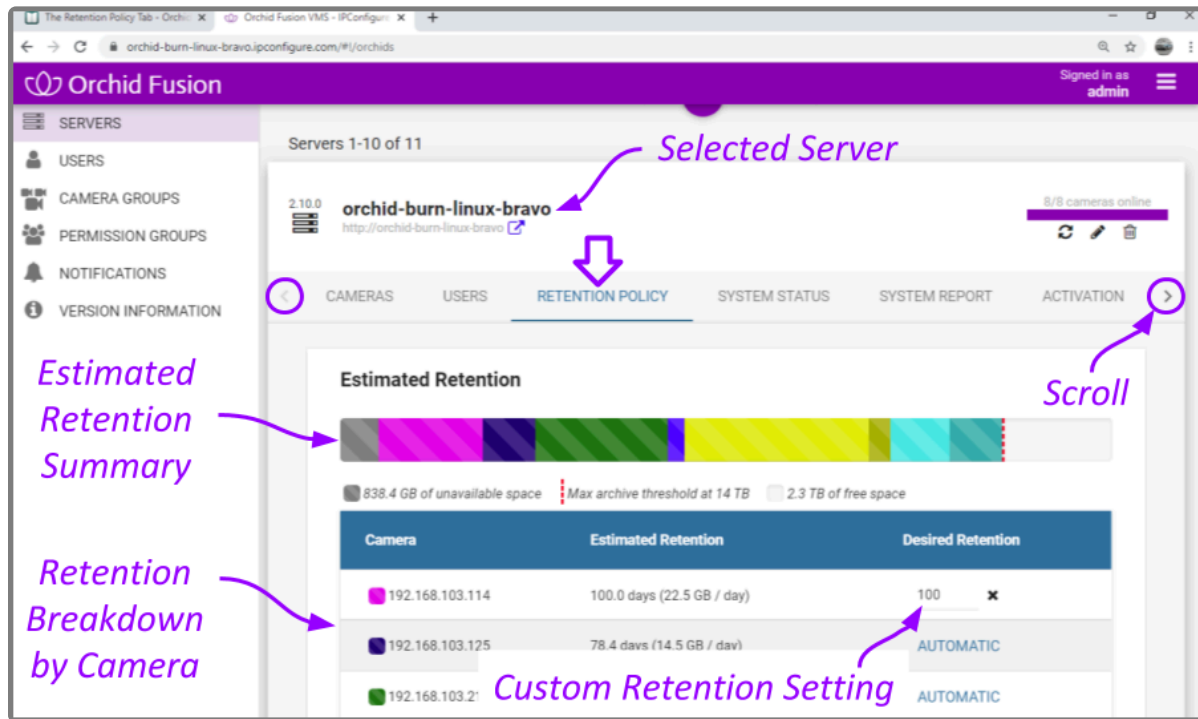 The Retention Policy Tab - Orchid
Orchid Fusion VMS - IPConfigure
orchid-burn-linux-bravo.ipconfigure.com/#!/orchids
Orchid Fusion
Signed in as
admin
SERVERS
USERS
CAMERA GROUPS
PERMISSION GROUPS
NOTIFICATIONS
VERSION INFORMATION
Servers 1-10 of 11
Selected Server
2.10.0
orchid-burn-linux-bravo
http://orchid-burn-linux-bravo
8/8 cameras online
CAMERAS
USERS
RETENTION POLICY
SYSTEM STATUS
SYSTEM REPORT
ACTIVATION
Scroll
Estimated
Retention
Summary
Estimated Retention
838.4 GB of unavailable space
Max archive threshold at 14 TB
2.3 TB of free space
Retention
Breakdown
by Camera
Camera Estimated Retention Desired Retention
192.168.103.114 100.0 days (22.5 GB / day) 100
192.168.103.125 78.4 days (14.5 GB / day) AUTOMATIC
192.168.103.21 AUTOMATIC
Custom Retention Setting